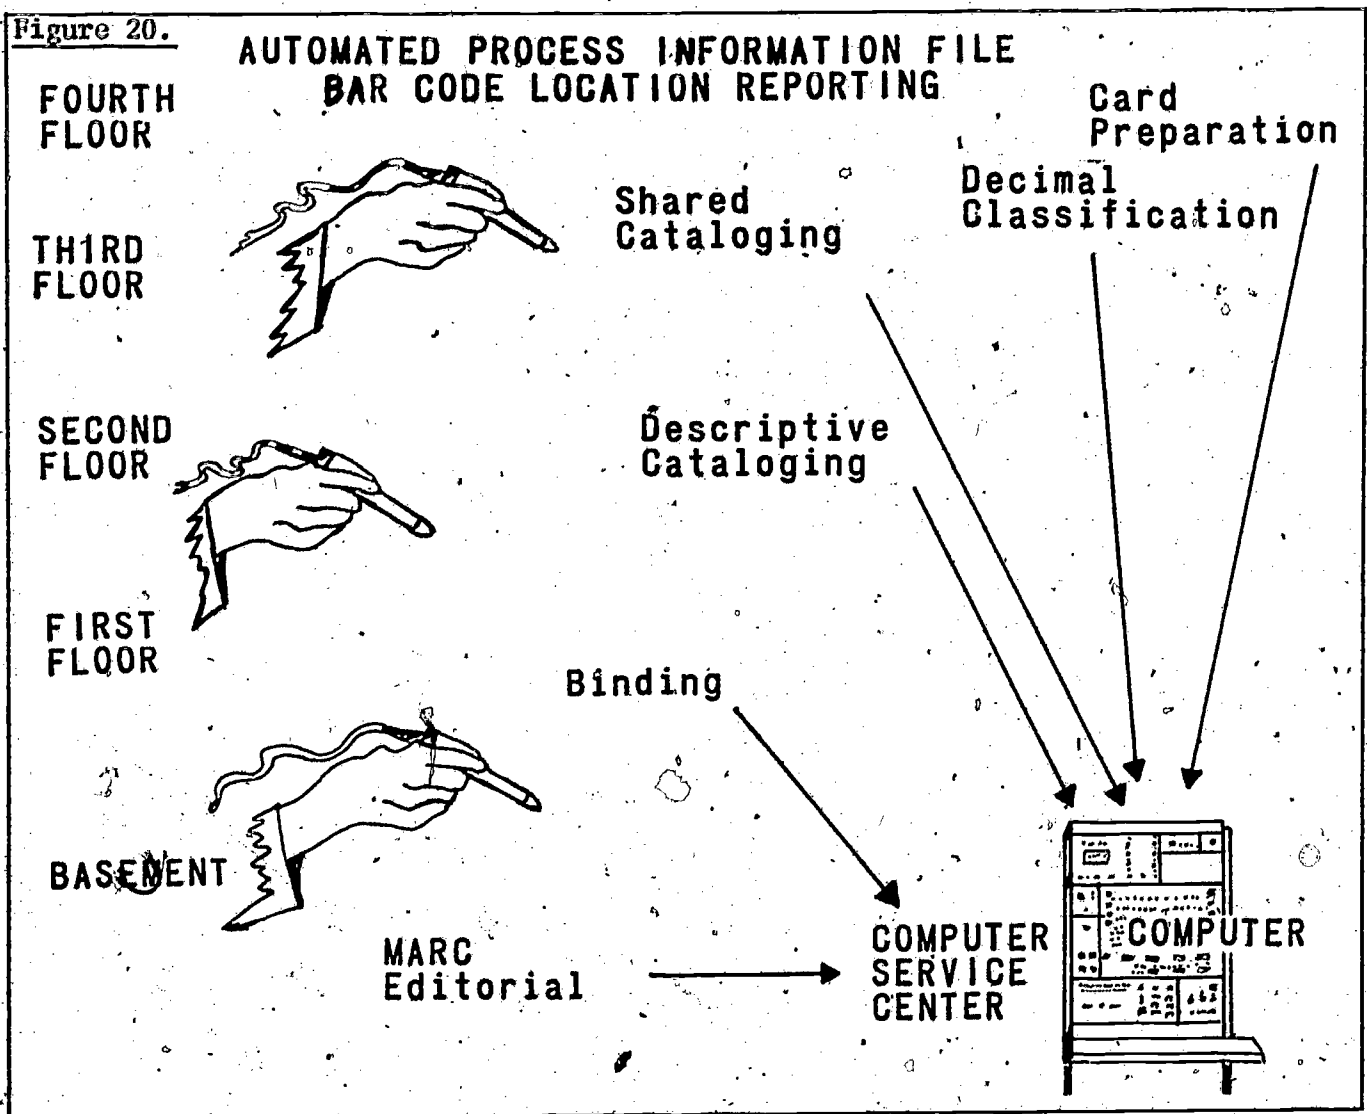 Figure 20.
AUTOMATED PROCESS INFORMATION FILE
BAR CODE LOCATION REPORTING
FOURTH
FLOOR
Card
Preparation
Decimal
Classification
Shared
Cataloging
TH1RD
FLOOR
SECOND
FLOOR
Descriptive
Cataloging
FIRST
FLOOR
Binding
BASEMENT
MARC
Editorial
COMPUTER
SERVICE
CENTER
COMPUTER